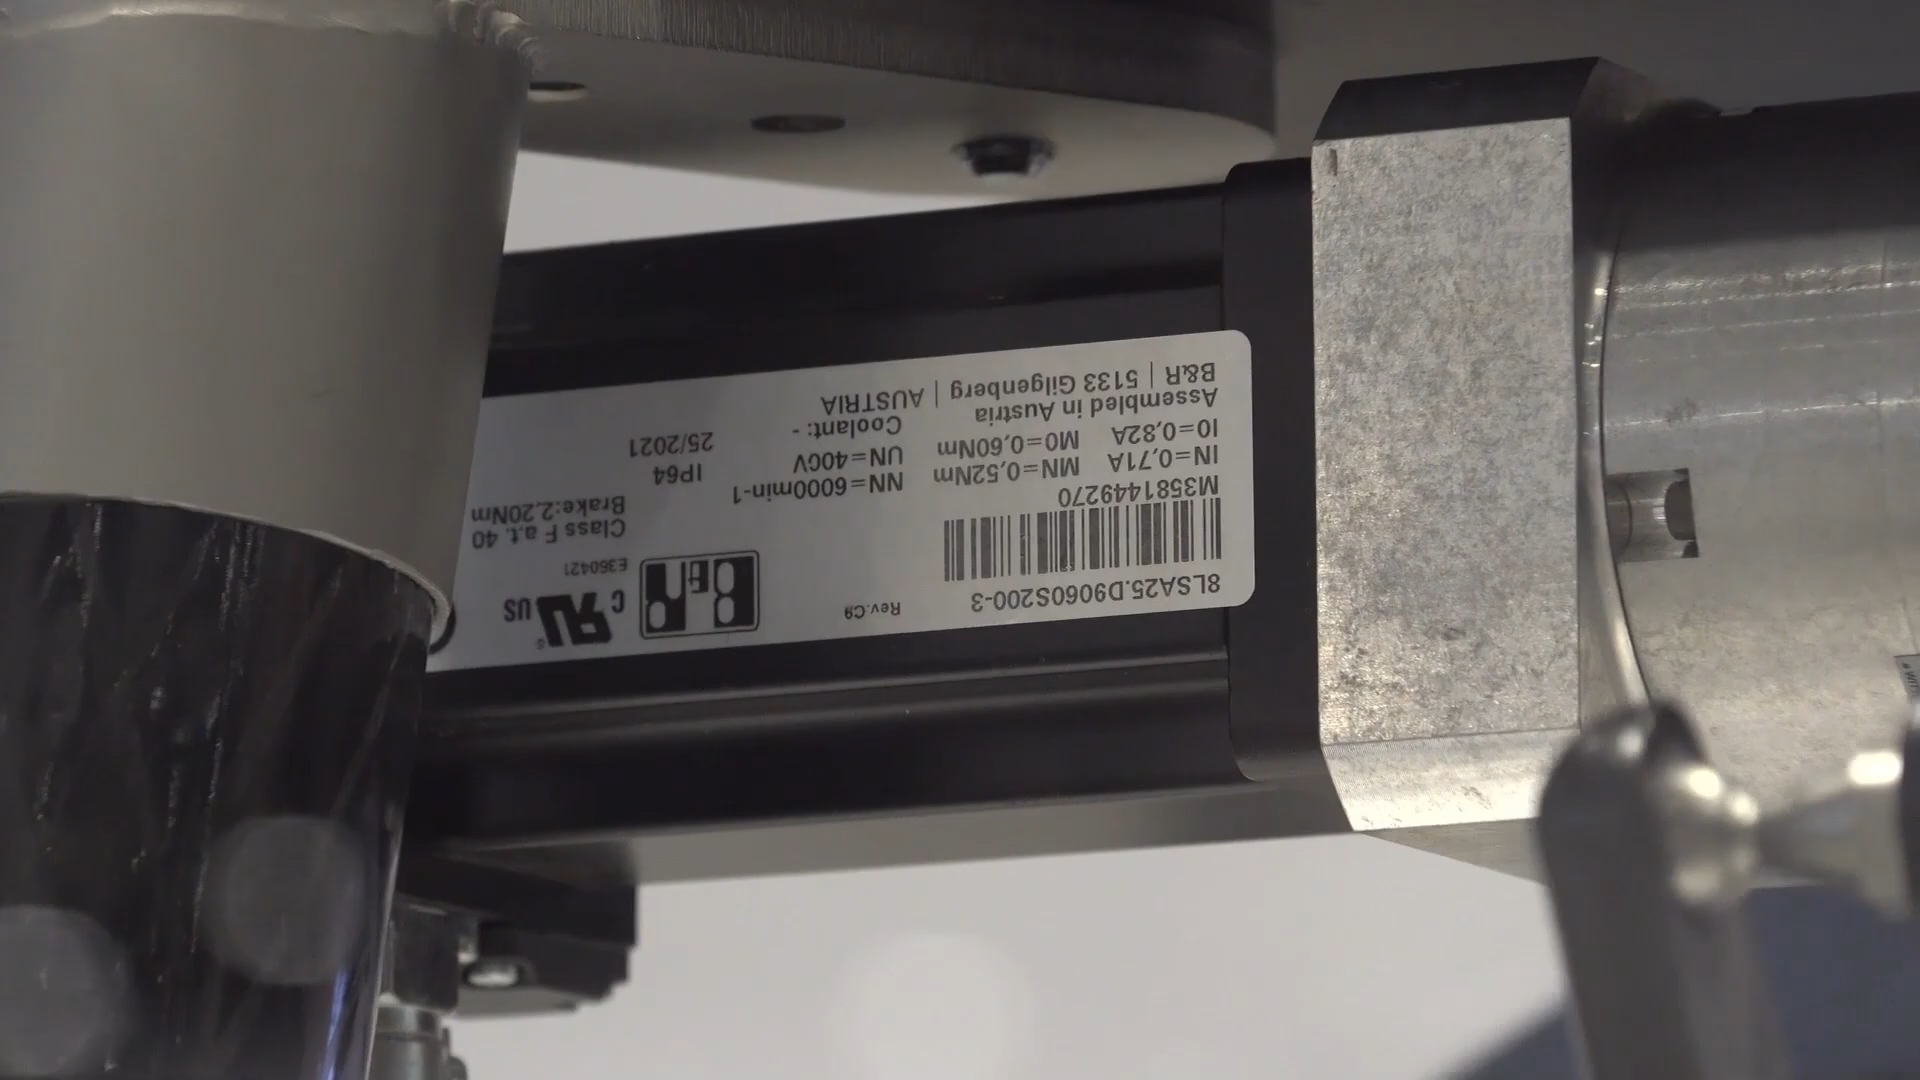 8LSA25.D9060S200-3
Rev.C9
M3581449270
IN=0,71A MN=0,52Nm NN=6000min-1
I0=0,82A M0=0,60Nm UN=400V
Assembled in Austria Coolant: -
B&R | 5133 Gilgenberg | AUSTRIA
B&R
c RU US
E360421
Class F a.t. 40
Brake:2,20Nm
IP64
25/2021